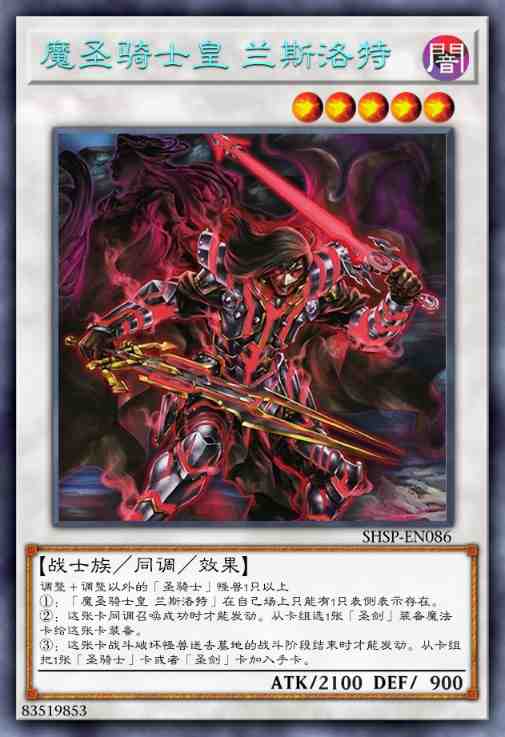 魔圣骑士皇 兰斯洛特
闇
SHSP-EN086
【战士族／同调／效果】
调整＋调整以外的「圣骑士」怪兽1只以上
①：「魔圣骑士皇 兰斯洛特」在自己场上只能有1只表侧表示存在。
②：这张卡同调召唤成功时才能发动。从卡组选1张「圣剑」装备魔法
卡给这张卡装备。
③：这张卡战斗破坏怪兽送去墓地的战斗阶段结束时才能发动。从卡组
把1张「圣骑士」卡或者「圣剑」卡加入手卡。
ATK/2100 DEF/ 900
83519853